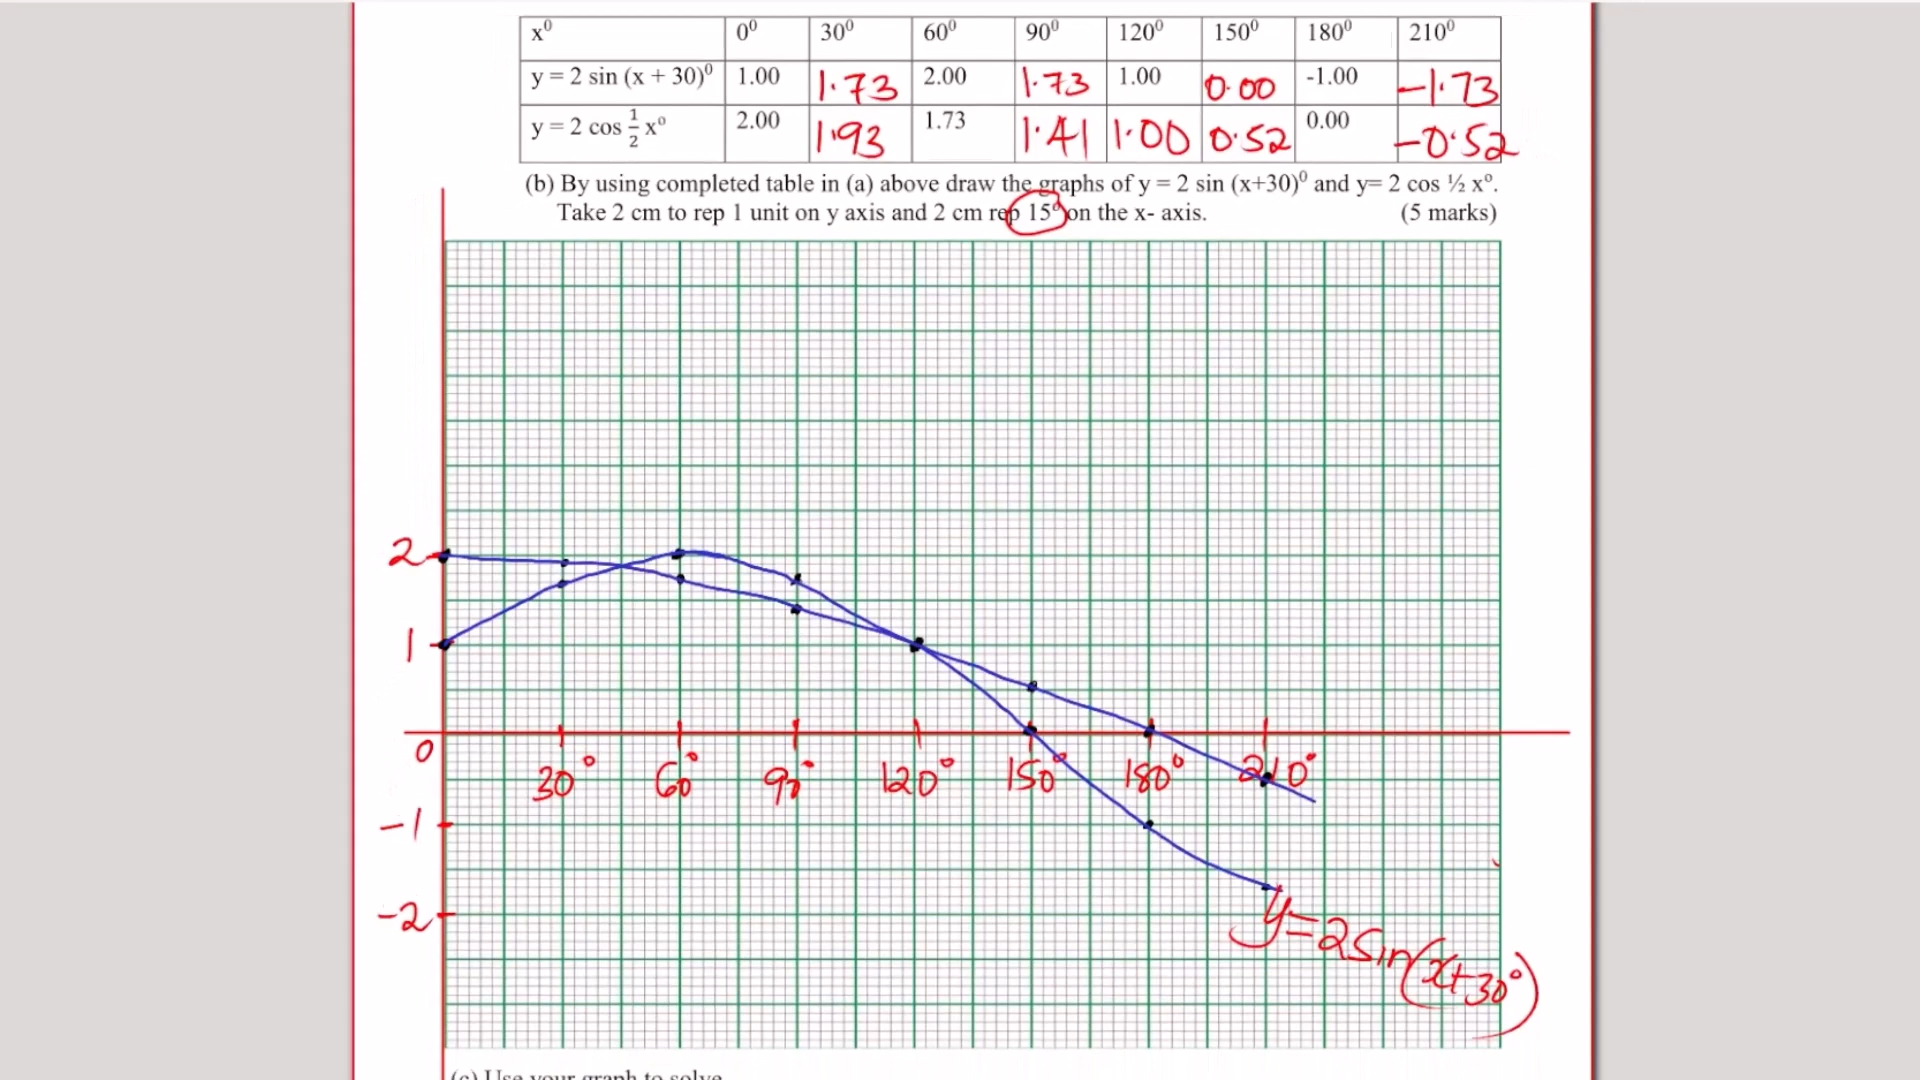 x⁰ 0⁰ 30⁰ 60⁰ 90⁰ 120⁰ 150⁰ 180⁰ 210⁰
y = 2 sin (x + 30)⁰ 1.00 1.73 2.00 1.73 1.00 0.00 -1.00 -1.73
y = 2 cos 1/2 x⁰ 2.00 1.93 1.73 1.41 1.00 0.52 0.00 -0.52
(b) By using completed table in (a) above draw the graphs of y = 2 sin (x+30)⁰ and y= 2 cos ½ x⁰.
Take 2 cm to rep 1 unit on y axis and 2 cm rep 15⁰ on the x- axis. (5 marks)
2
1
0
30° 60° 90° 120° 150° 180° 210°
-1
-2
y=2Sin(x+30°)
(c) Use your graph to solve